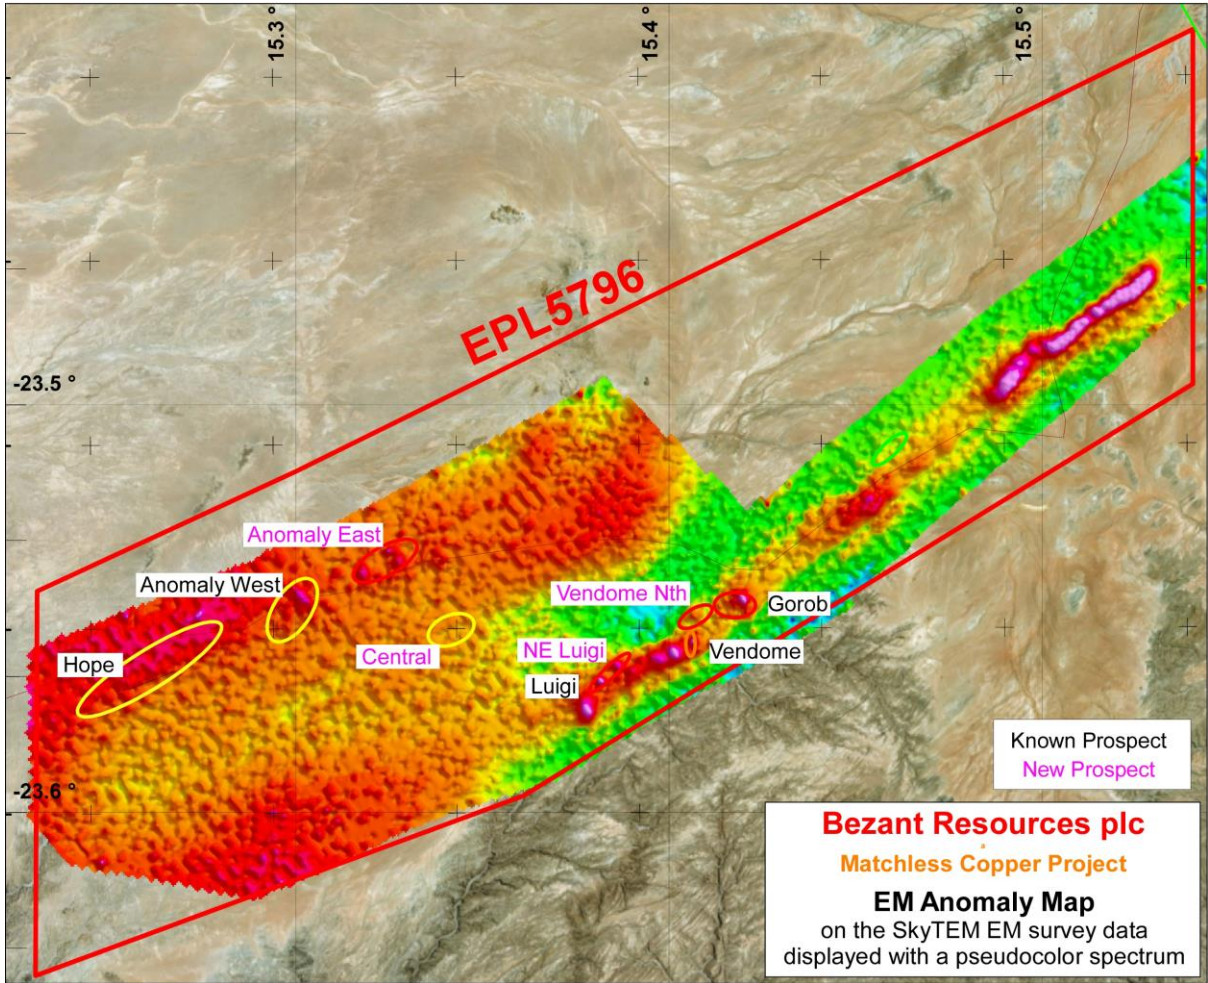 15.3 °
15.4 °
15.5 °
EPL5796
-23.5 °
Anomaly East
Anomaly West
Vendome Nth
Gorob
Central
NE Luigi
Vendome
Hope
Luigi
Known Prospect
New Prospect
-23.6 °
Bezant Resources plc
Matchless Copper Project
EM Anomaly Map
on the SkyTEM EM survey data
displayed with a pseudocolor spectrum